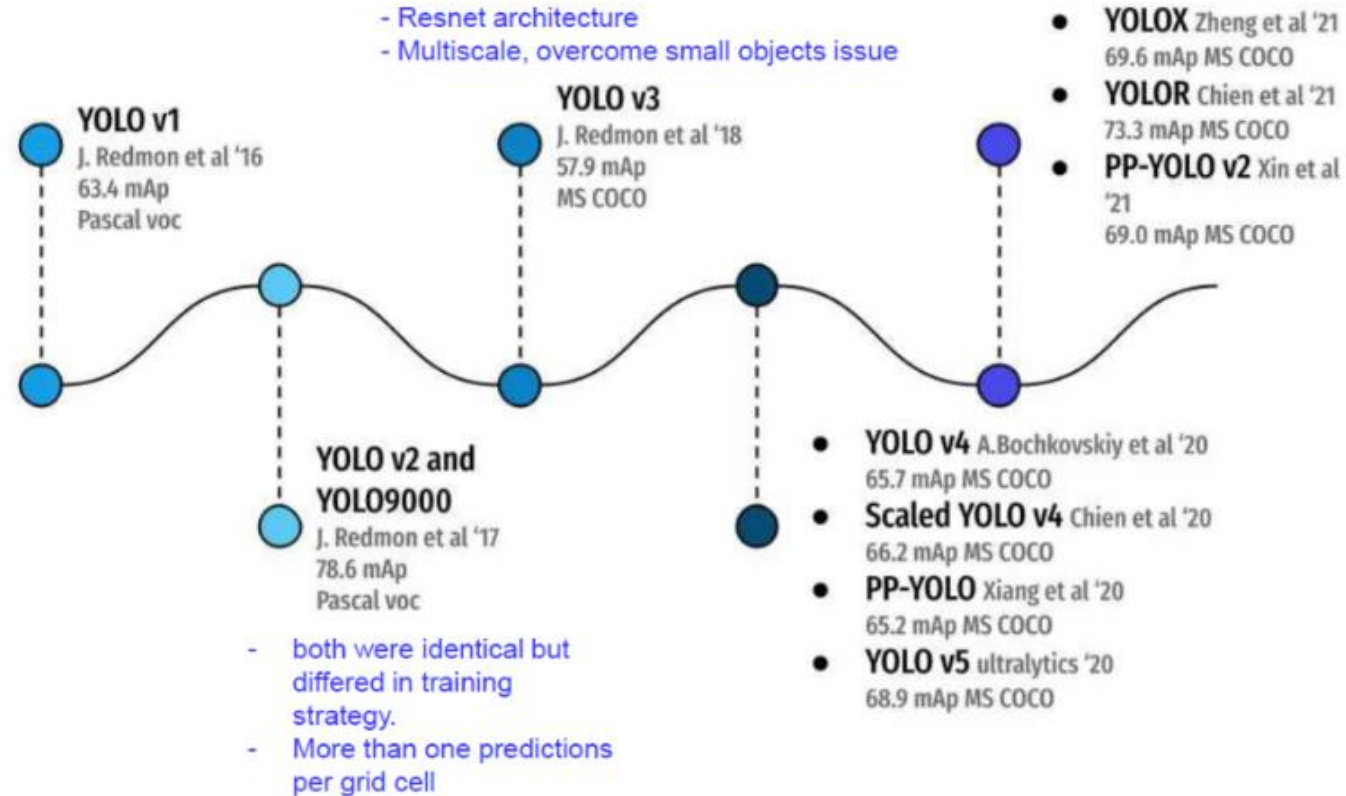 - Resnet architecture
- Multiscale, overcome small objects issue
YOLO v1
J. Redmon et al ‘16
63.4 mAp
Pascal voc
YOLO v2 and
YOLO9000
J. Redmon et al ‘17
78.6 mAp
Pascal voc
- both were identical but
differed in training
strategy.
- More than one predictions
per grid cell
YOLO v3
J. Redmon et al ‘18
57.9 mAp
MS COCO
● YOLO v4 A.Bochkovskiy et al ‘20
65.7 mAp MS COCO
● Scaled YOLO v4 Chien et al ‘20
66.2 mAp MS COCO
● PP-YOLO Xiang et al ‘20
65.2 mAp MS COCO
● YOLO v5 ultralytics ‘20
68.9 mAp MS COCO
● YOLOX Zheng et al ‘21
69.6 mAp MS COCO
● YOLOR Chien et al ‘21
73.3 mAp MS COCO
● PP-YOLO v2 Xin et al
‘21
69.0 mAp MS COCO